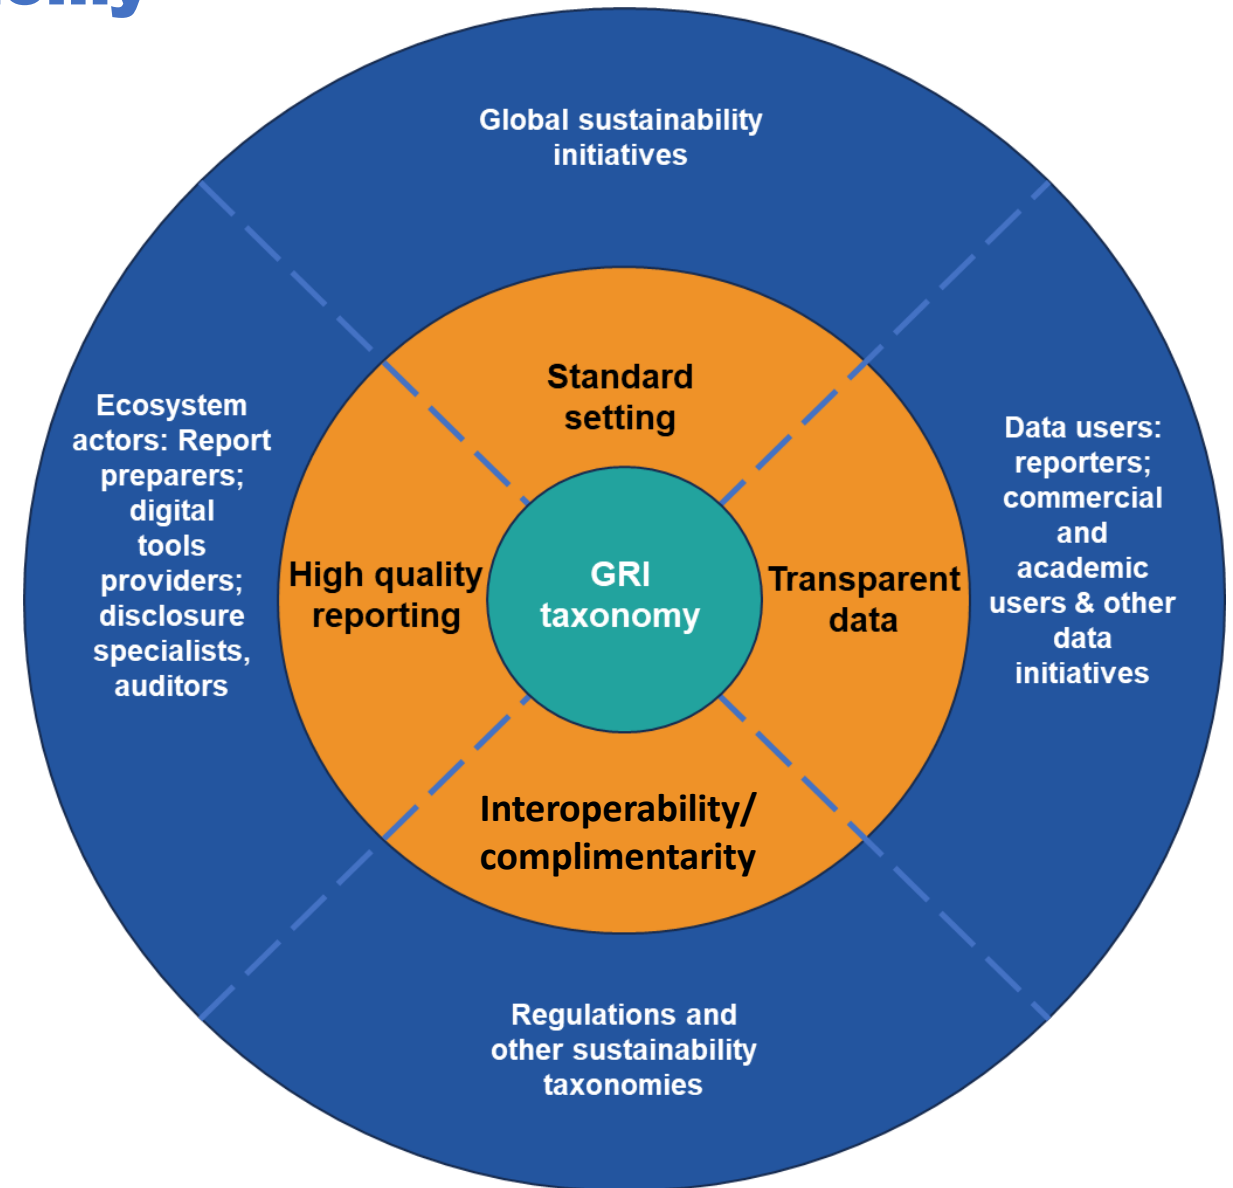 Global sustainability
initiatives
Standard
setting
Ecosystem
actors: Report
preparers;
digital
tools
providers;
disclosure
specialists,
auditors
High quality
reporting
GRI
taxonomy
Transparent
data
Data users:
reporters;
commercial
and
academic
users & other
data
initiatives
Interoperability/
complimentarity
Regulations and
other sustainability
taxonomies